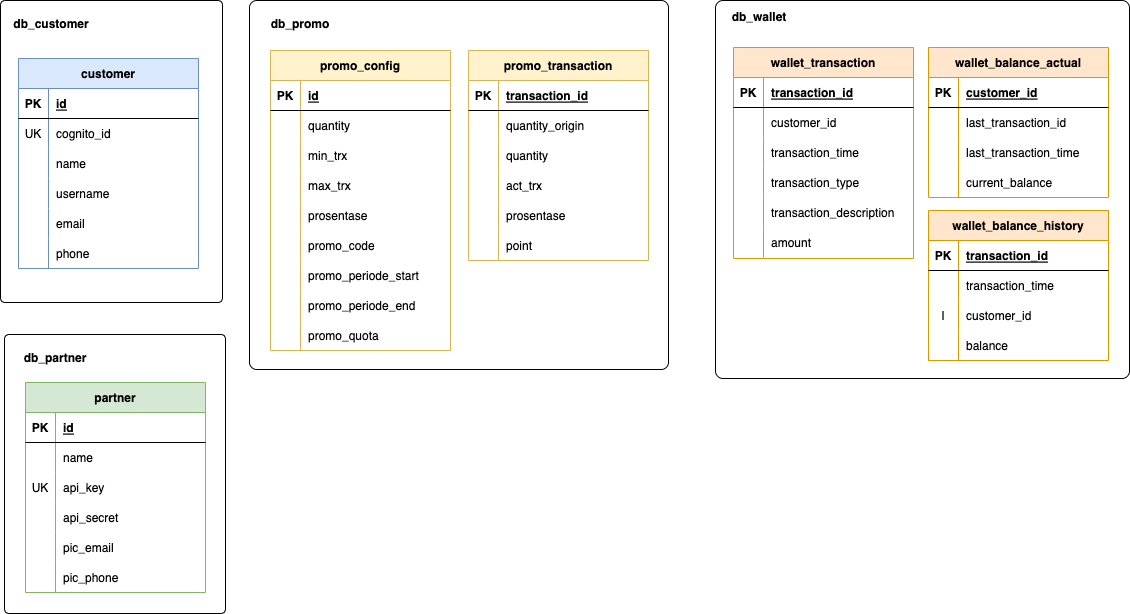 db_customer
customer
PK id
UK cognito_id
name
username
email
phone
db_partner
partner
PK id
name
UK api_key
api_secret
pic_email
pic_phone
db_promo
promo_config
PK id
quantity
min_trx
max_trx
prosentase
promo_code
promo_periode_start
promo_periode_end
promo_quota
promo_transaction
PK transaction_id
quantity_origin
quantity
act_trx
prosentase
point
db_wallet
wallet_transaction
PK transaction_id
customer_id
transaction_time
transaction_type
transaction_description
amount
wallet_balance_actual
PK customer_id
last_transaction_id
last_transaction_time
current_balance
wallet_balance_history
PK transaction_id
transaction_time
I customer_id
balance